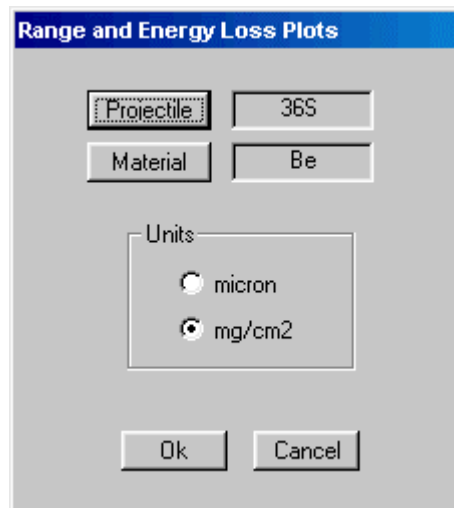 Range and Energy Loss Plots
Projectile 36S
Material Be
Units
micron
mg/cm2
Ok Cancel